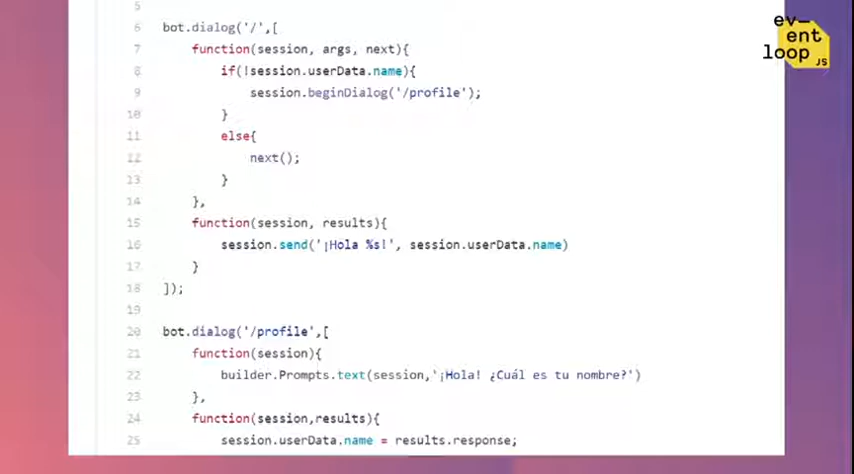 ev—
ent
loop JS
5
6 bot.dialog('/',[
7 function(session, args, next){
8 if(!session.userData.name){
9 session.beginDialog('/profile');
10 }
11 else{
12 next();
13 }
14 },
15 function(session, results){
16 session.send('¡Hola %s!', session.userData.name)
17 }
18 ]);
19
20 bot.dialog('/profile',[
21 function(session){
22 builder.Prompts.text(session,'¡Hola! ¿Cuál es tu nombre?')
23 },
24 function(session,results){
25 session.userData.name = results.response;